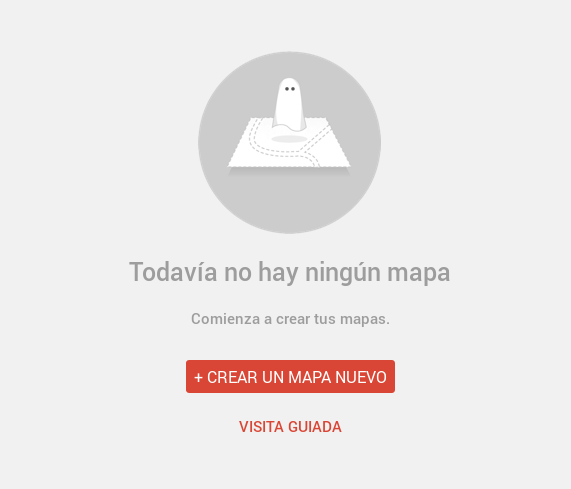 Todavía no hay ningún mapa
Comienza a crear tus mapas.
+ CREAR UN MAPA NUEVO
VISITA GUIADA